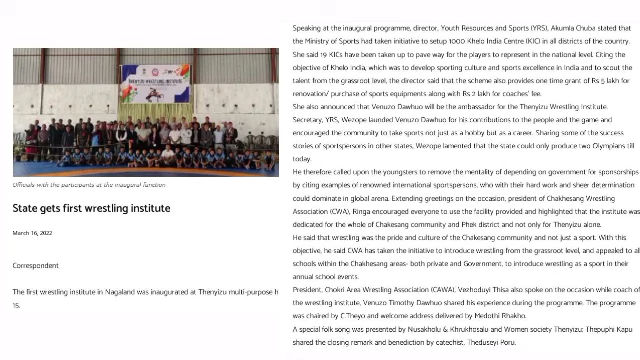 Officials with the participants at the inaugural function
State gets first wrestling institute
March 16, 2022
Correspondent
The first wrestling institute in Nagaland was inaugurated at Thenyizu multi-purpose h
15.
Speaking at the inaugural programme, director, Youth Resources and Sports (YRS), Akumla Chuba stated that
the Ministry of Sports had taken initiative to setup 1000 Khelo India Centre (KIC) in all districts of the country.
She said 19 KICs have been taken up to pave way for the players to represent in the national level. Citing the
objective of Khelo India, which was to develop sporting culture and sports excellence in India and to scout the
talent from the grassroot level, the director said that the scheme also provides one time grant of Rs 5 lakh for
renovation/ purchase of sports equipments along with Rs 2 lakh for coaches' fee.
She also announced that Venuzo Dawhuo will be the ambassador for the Thenyizu Wrestling Institute.
Secretary, YRS, Wezope launded Venuzo Dawhuo for his contributions to the people and the game and
encouraged the community to take sports not just as a hobby but as a career. Sharing some of the success
stories of sportspersons in other states, Wezope lamented that the state could only produce two Olympians till
today.
He therefore called upon the youngsters to remove the mentality of depending on government for sponsorships
by citing examples of renowned international sportspersons, who with their hard work and sheer determination
could dominate in global arena. Extending greetings on the occasion, president of Chakhesang Wrestling
Association (CWA), Ringa encouraged everyone to use the facility provided and highlighted that the institute was
dedicated for the whole of Chakesang community and Phek district and not only for Thenyizu alone.
He said that wrestling was the pride and culture of the Chakesang community and not just a sport. With this
objective, he said CWA has taken the initiative to introduce wrestling from the grassroot level, and appealed to all
schools within the Chakhesang areas- both private and Government, to introduce wrestling as a sport in their
annual school events.
President, Chokri Area Wrestling Association (CAWA), Vezhoduyi Thisa also spoke on the occasion while coach of
the wrestling institute, Venuzo Timothy Dawhuo shared his experience during the programme. The programme
was chaired by C.Theyo and welcome address delivered by Medothi Rhakho.
A special folk song was presented by Nusakholu & Khrukhosalu and Women society Thenyizu; Thepuphi Kapu
shared the closing remark and benediction by catechist, Theduseyi Poru.